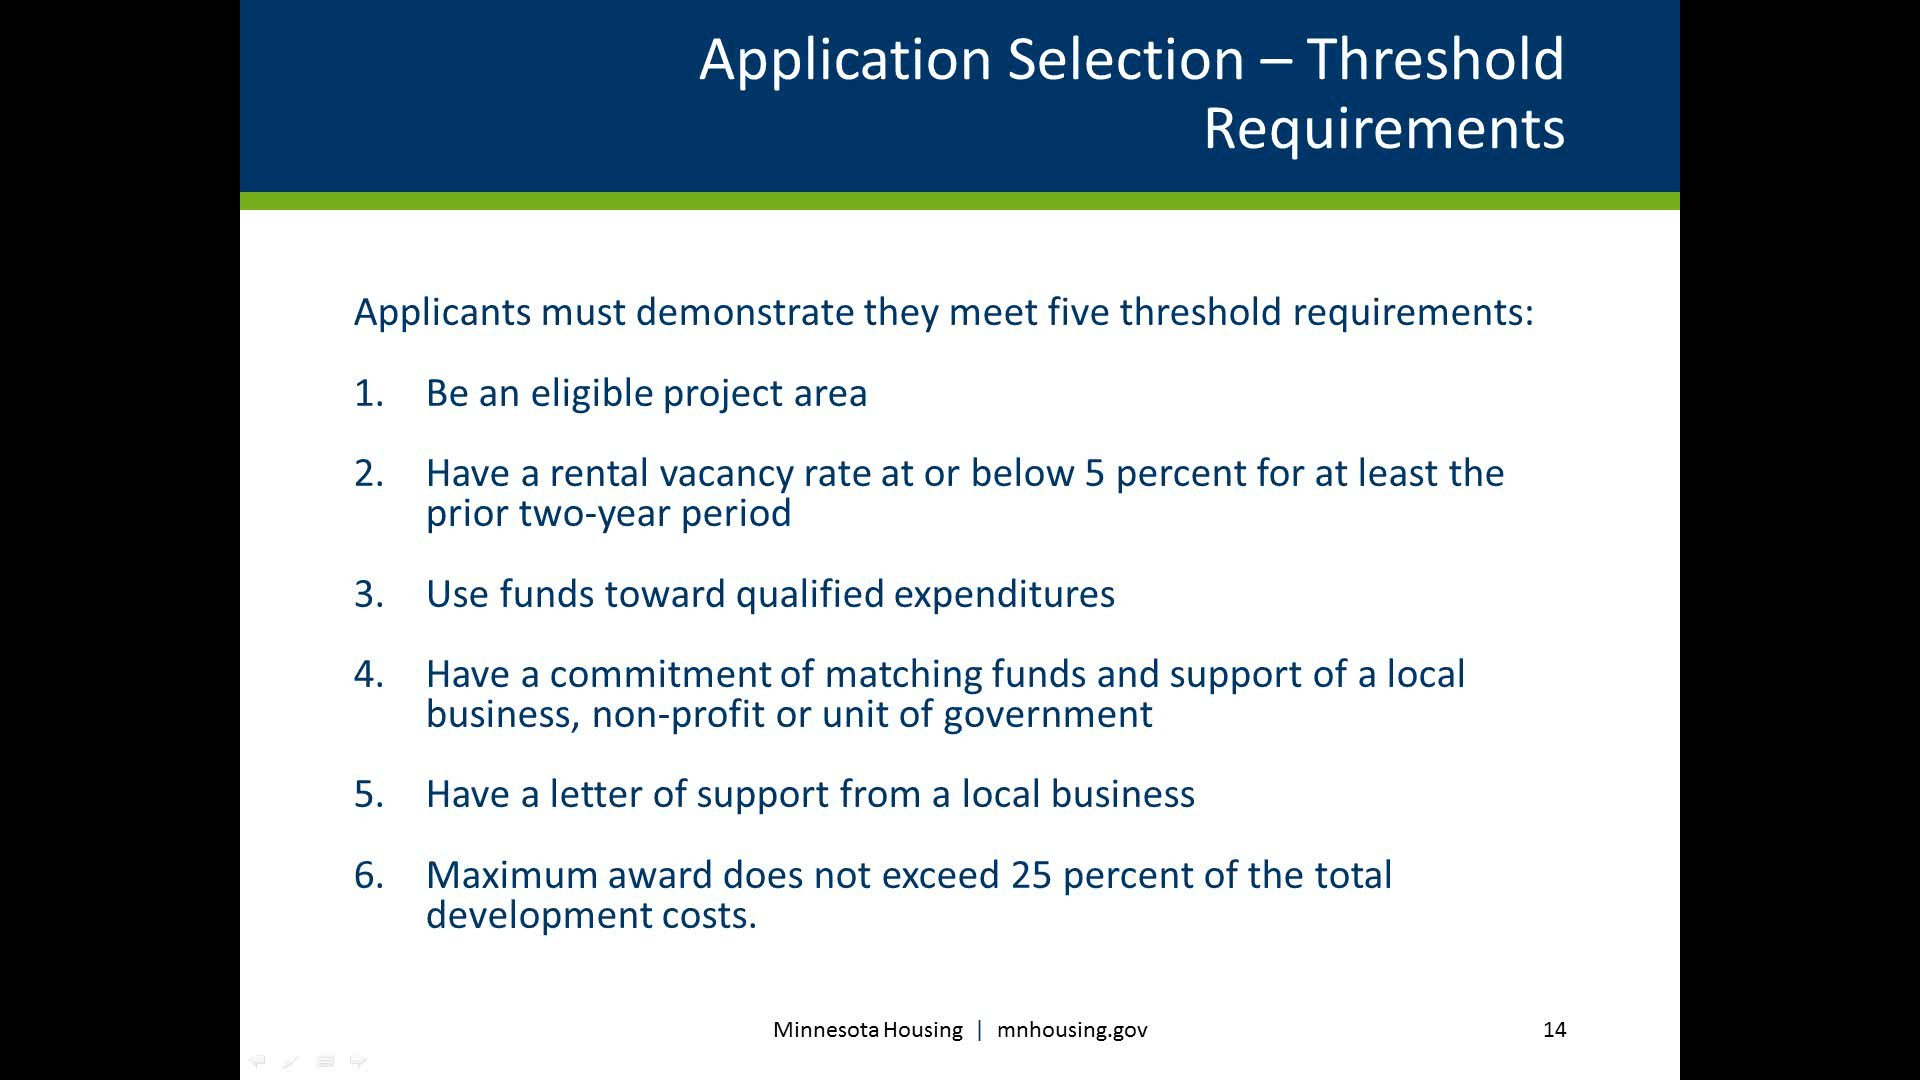 Application Selection – Threshold
Requirements
Applicants must demonstrate they meet five threshold requirements:
1. Be an eligible project area
2. Have a rental vacancy rate at or below 5 percent for at least the
prior two-year period
3. Use funds toward qualified expenditures
4. Have a commitment of matching funds and support of a local
business, non-profit or unit of government
5. Have a letter of support from a local business
6. Maximum award does not exceed 25 percent of the total
development costs.
Minnesota Housing | mnhousing.gov 14